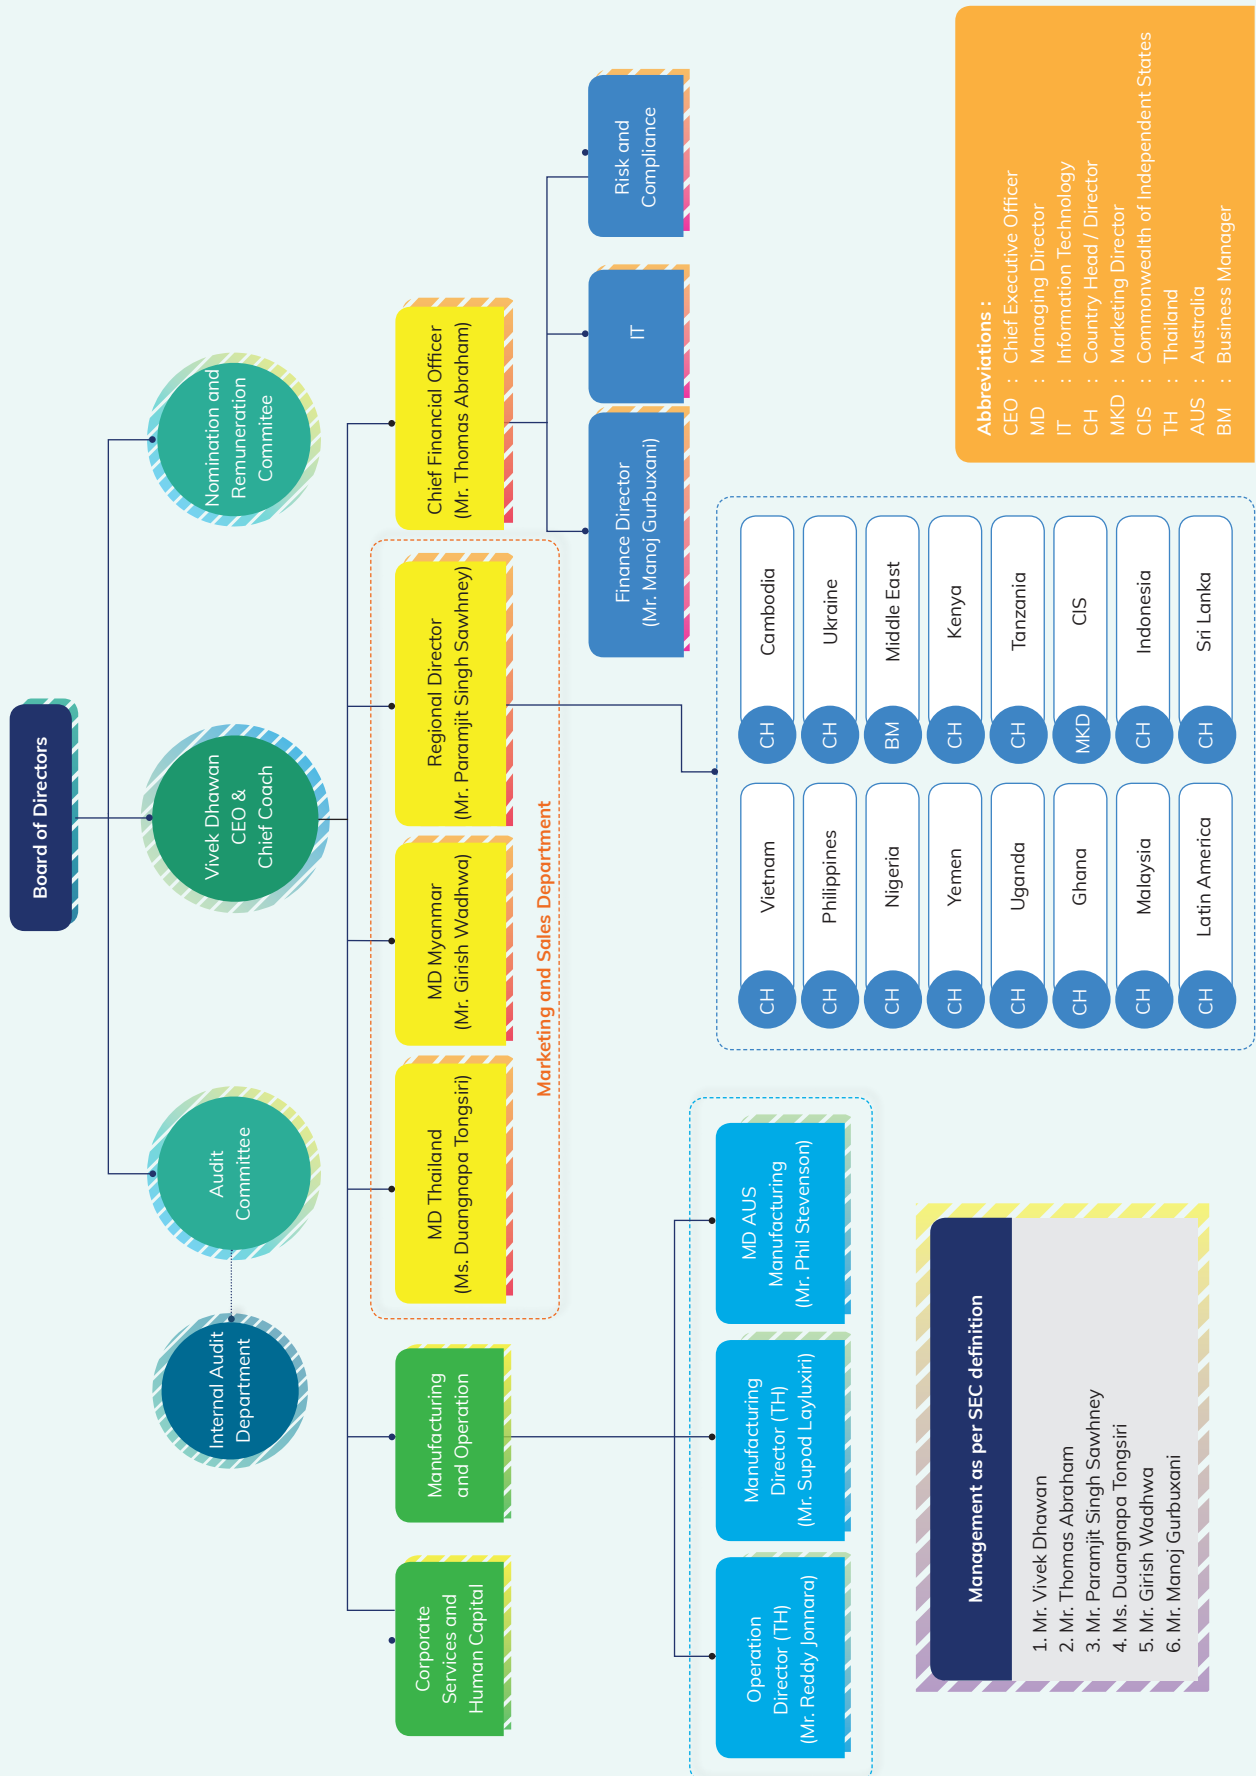 Board of Directors
Internal Audit
Department
Audit
Committee
Vivek Dhawan
CEO &
Chief Coach
Nomination and
Remuneration
Commitee
Corporate
Services and
Human Capital
Manufacturing
and Operation
MD Thailand
(Ms. Duangnapa Tongsiri)
MD Myanmar
(Mr. Girish Wadhwa)
Regional Director
(Mr. Paramjit Singh Sawhney)
Chief Financial Officer
(Mr. Thomas Abraham)
Marketing and Sales Department
Finance Director
(Mr. Manoj Gurbuxani)
IT
Risk and
Compliance
Operation
Director (TH)
(Mr. Reddy Jonnara)
Manufacturing
Director (TH)
(Mr. Supod Layluxiri)
MD AUS
Manufacturing
(Mr. Phil Stevenson)
CH Vietnam
CH Cambodia
CH Philippines
CH Ukraine
CH Nigeria
BM Middle East
CH Yemen
CH Kenya
CH Uganda
CH Tanzania
CH Ghana
MKD CIS
CH Malaysia
CH Indonesia
CH Latin America
CH Sri Lanka
Management as per SEC definition
1. Mr. Vivek Dhawan
2. Mr. Thomas Abraham
3. Mr. Paramjit Singh Sawhney
4. Ms. Duangnapa Tongsiri
5. Mr. Girish Wadhwa
6. Mr. Manoj Gurbuxani
Abbreviations :
CEO : Chief Executive Officer
MD : Managing Director
IT : Information Technology
CH : Country Head / Director
MKD : Marketing Director
CIS : Commonwealth of Independent States
TH : Thailand
AUS : Australia
BM : Business Manager